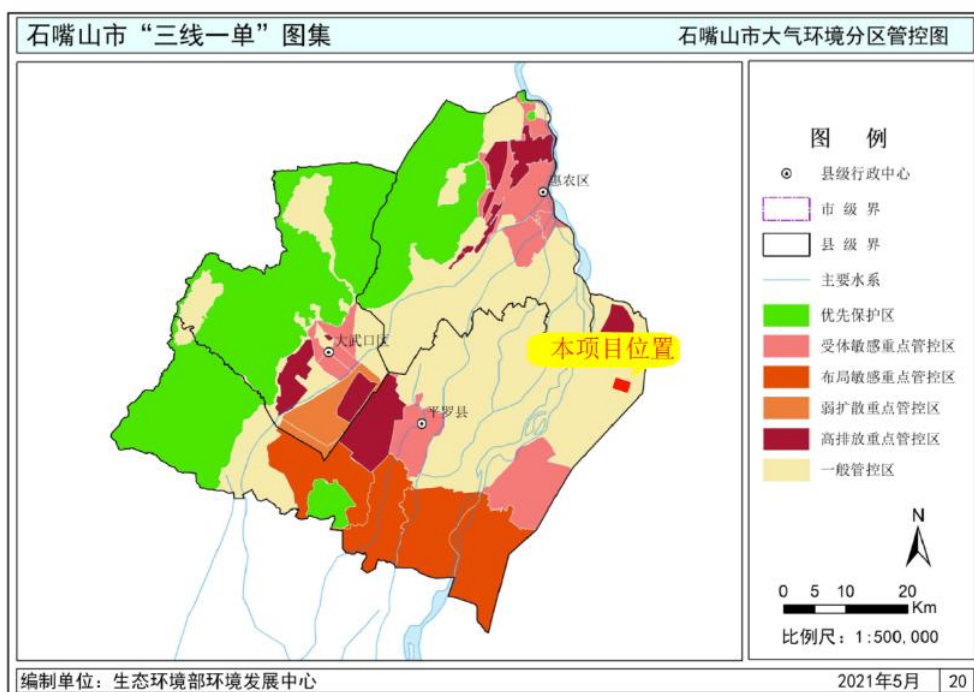 石嘴山市“三线一单”图集
石嘴山市大气环境分区管控图
惠农区
大武口区
平罗县
本项目位置
图 例
县级行政中心
市 级 界
县 级 界
主要水系
优先保护区
受体敏感重点管控区
布局敏感重点管控区
弱扩散重点管控区
高排放重点管控区
一般管控区
N
0 5 10 20
Km
比例尺：1:500,000
编制单位：生态环境部环境发展中心
2021年5月
20